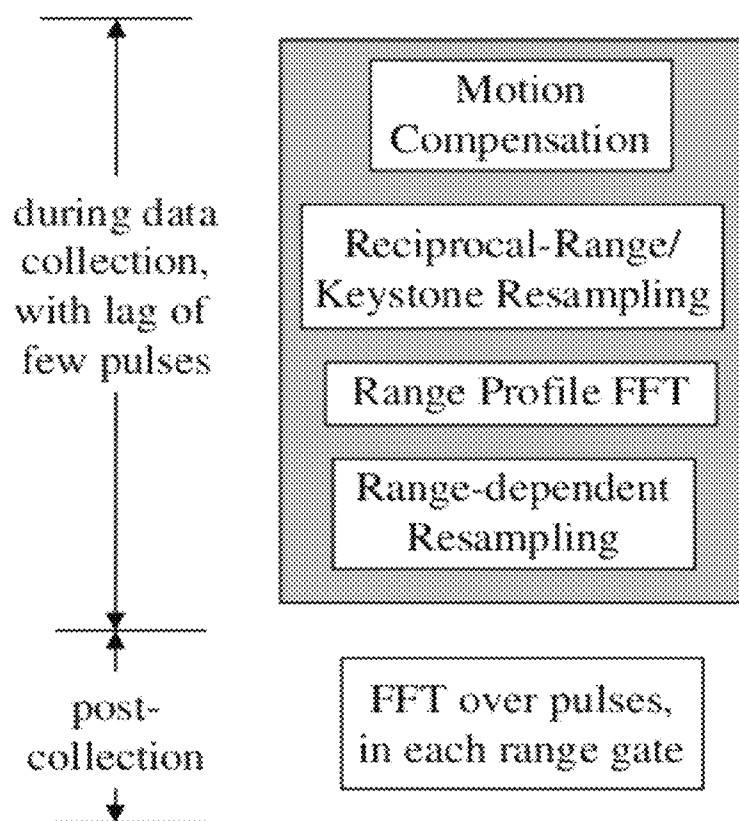 during data
collection,
with lag of
few pulses
Motion
Compensation
Reciprocal-Range/
Keystone Resampling
Range Profile FFT
Range-dependent
Resampling
post-
collection
FFT over pulses,
in each range gate